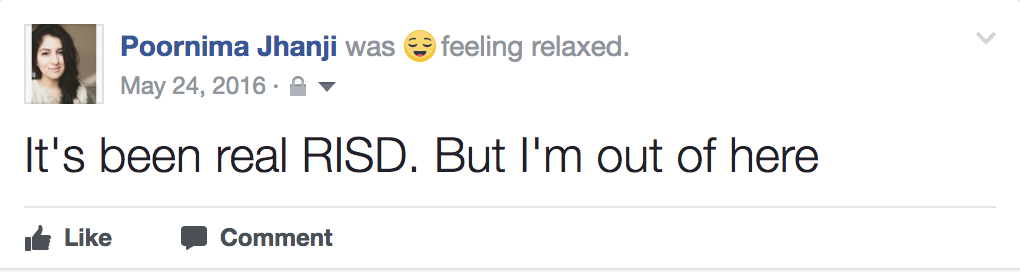 Poornima Jhanji was 😌 feeling relaxed.
May 24, 2016 ·
It's been real RISD. But I'm out of here
Like Comment